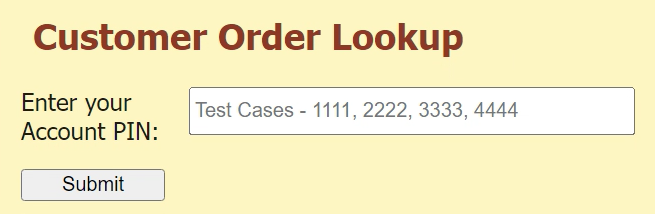 Customer Order Lookup
Enter your
Account PIN:
Test Cases - 1111, 2222, 3333, 4444
Submit